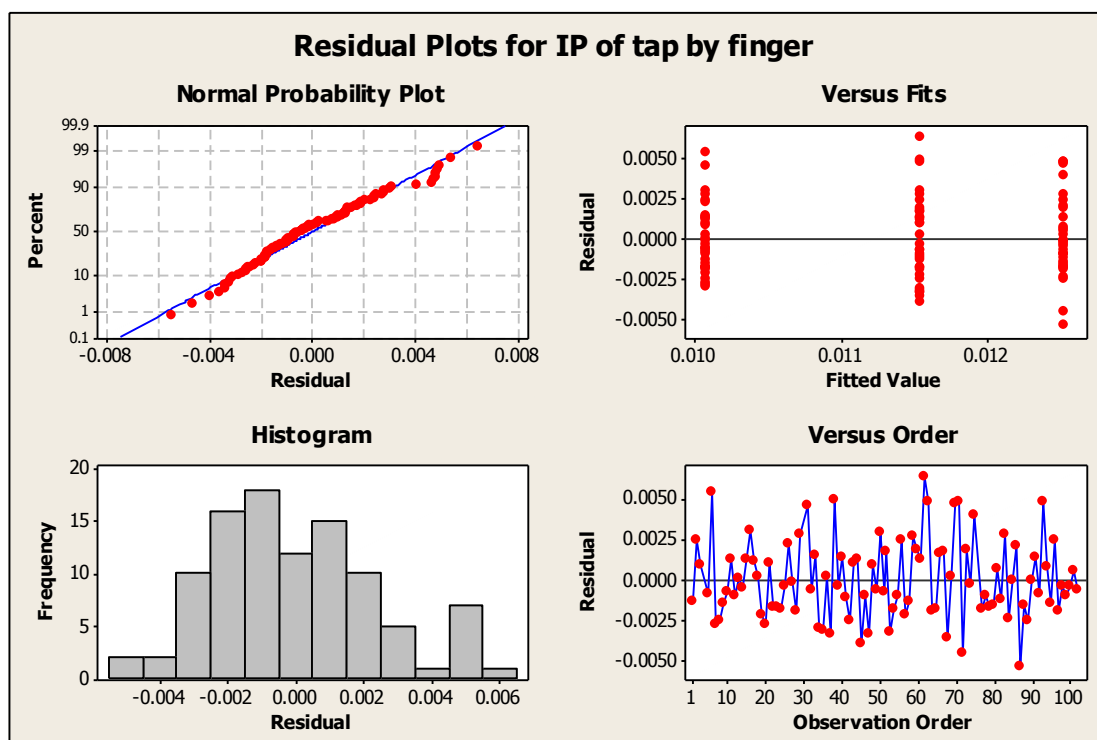 Residual Plots for IP of tap by finger
Normal Probability Plot
99.9
99
90
50
10
1
0.1
Percent
-0.008 -0.004 0.000 0.004 0.008
Residual
Versus Fits
0.0050
0.0025
0.0000
-0.0025
-0.0050
Residual
0.010 0.011 0.012
Fitted Value
Histogram
20
15
10
5
0
Frequency
-0.004 -0.002 0.000 0.002 0.004 0.006
Residual
Versus Order
0.0050
0.0025
0.0000
-0.0025
-0.0050
Residual
1 10 20 30 40 50 60 70 80 90 100
Observation Order